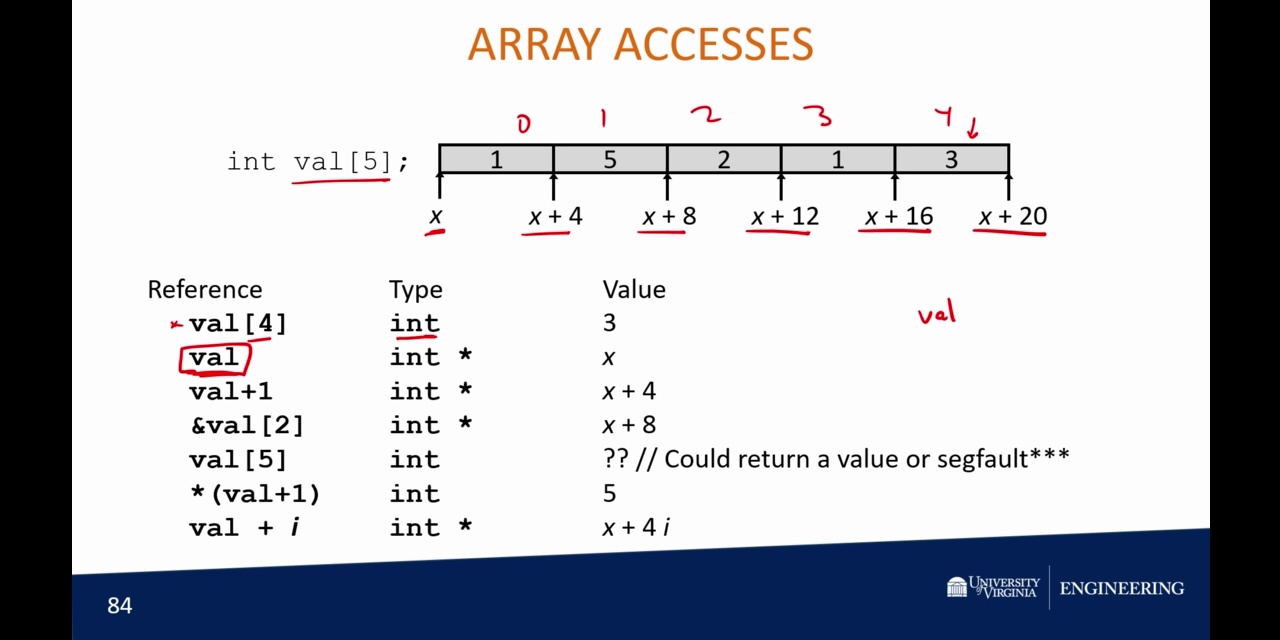 ARRAY ACCESSES
0 1 2 3 4
int val[5]; 1 5 2 1 3
x x + 4 x + 8 x + 12 x + 16 x + 20
Reference Type Value
val[4] int 3
val
val int * x
val+1 int * x + 4
&val[2] int * x + 8
val[5] int ?? // Could return a value or segfault***
*(val+1) int 5
val + i int * x + 4 i
84
UNIVERSITY of VIRGINIA ENGINEERING